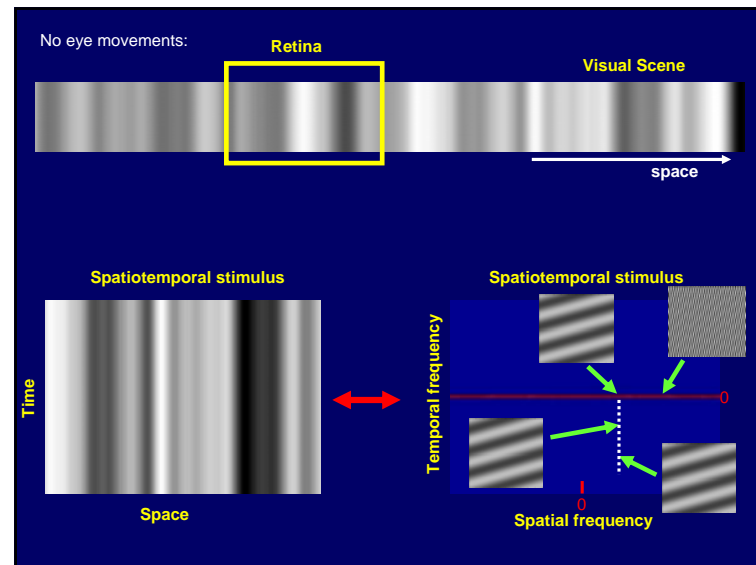 No eye movements:
Retina
Visual Scene
space
Spatiotemporal stimulus
Time
Space
Spatiotemporal stimulus
Temporal frequency
0
0
Spatial frequency